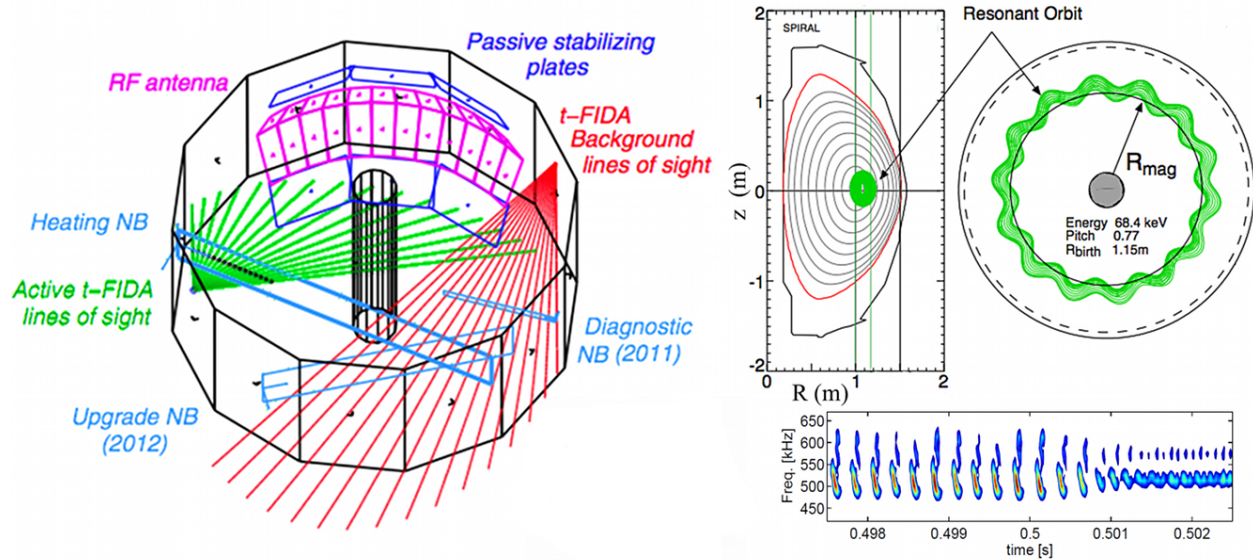 Passive stabilizing
plates
RF antenna
t-FIDA
Background
lines of sight
Heating NB
Active t-FIDA
lines of sight
Diagnostic
NB (2011)
Upgrade NB
(2012)
Resonant Orbit
SPIRAL
2
1
0
-1
-2
z (m)
0
1
2
R (m)
Rmag
Energy 68.4 keV
Pitch 0.77
Rbirth 1.15m
650
600
550
500
450
Freq. [kHz]
0.498
0.499
0.5
0.501
0.502
time [s]